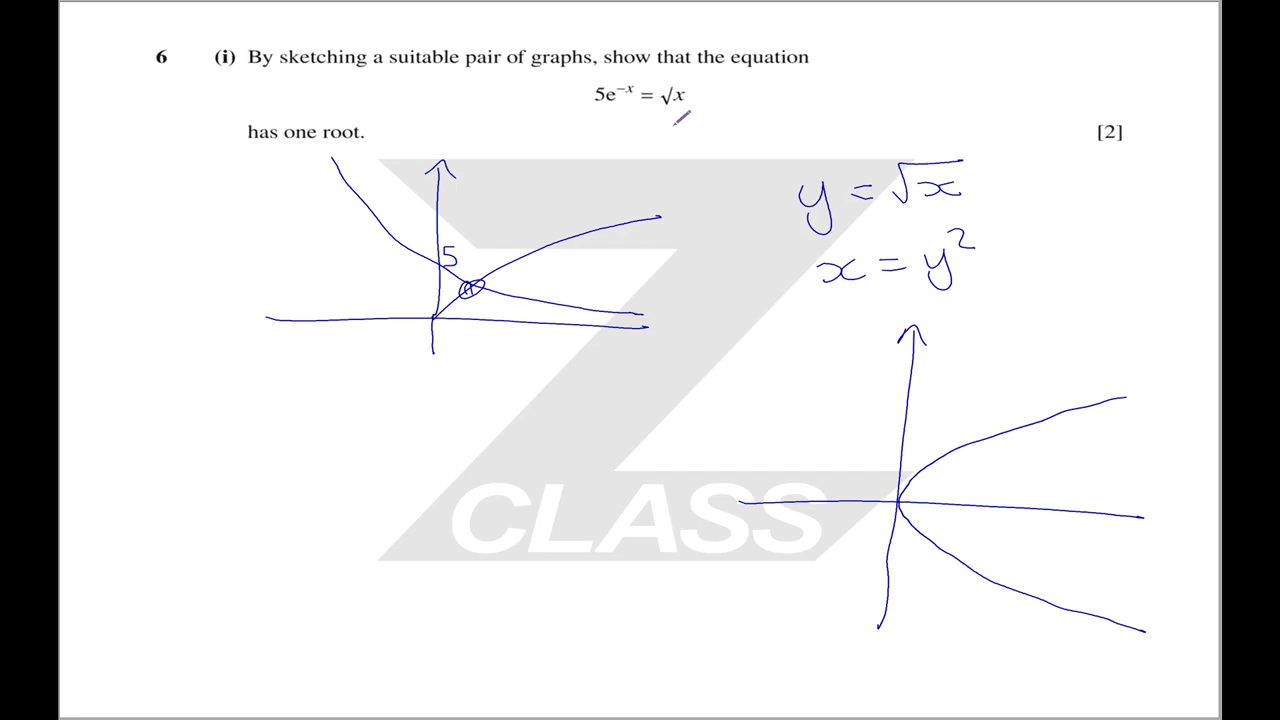 6 (i) By sketching a suitable pair of graphs, show that the equation
5e⁻ˣ = √x
has one root. [2]
y = √x
x = y²
5
Z
CLASS